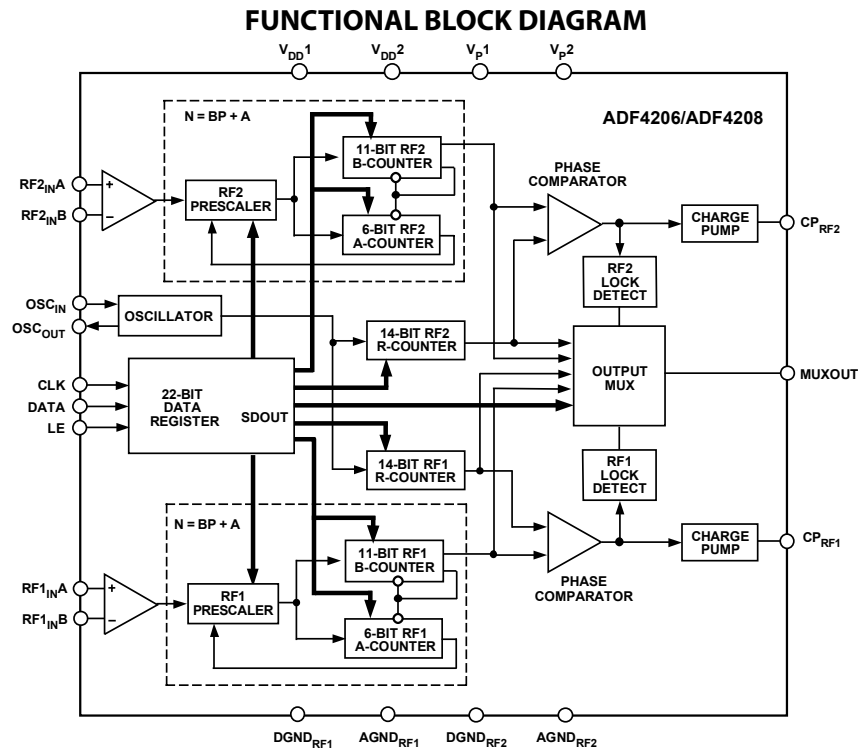 FUNCTIONAL BLOCK DIAGRAM
VDD1
VDD2
VP1
VP2
N = BP + A
ADF4206/ADF4208
11-BIT RF2
B-COUNTER
PHASE
COMPARATOR
RF2INA
+
RF2INB
–
RF2
PRESCALER
6-BIT RF2
A-COUNTER
CHARGE
PUMP
CPRF2
RF2
LOCK
DETECT
OSCIN
OSCOUT
OSCILLATOR
14-BIT RF2
R-COUNTER
OUTPUT
MUX
MUXOUT
CLK
DATA
LE
22-BIT
DATA
REGISTER
SDOUT
14-BIT RF1
R-COUNTER
RF1
LOCK
DETECT
N = BP + A
11-BIT RF1
B-COUNTER
CHARGE
PUMP
CPRF1
PHASE
COMPARATOR
RF1INA
+
RF1INB
–
RF1
PRESCALER
6-BIT RF1
A-COUNTER
DGNDRF1
AGNDRF1
DGNDRF2
AGNDRF2